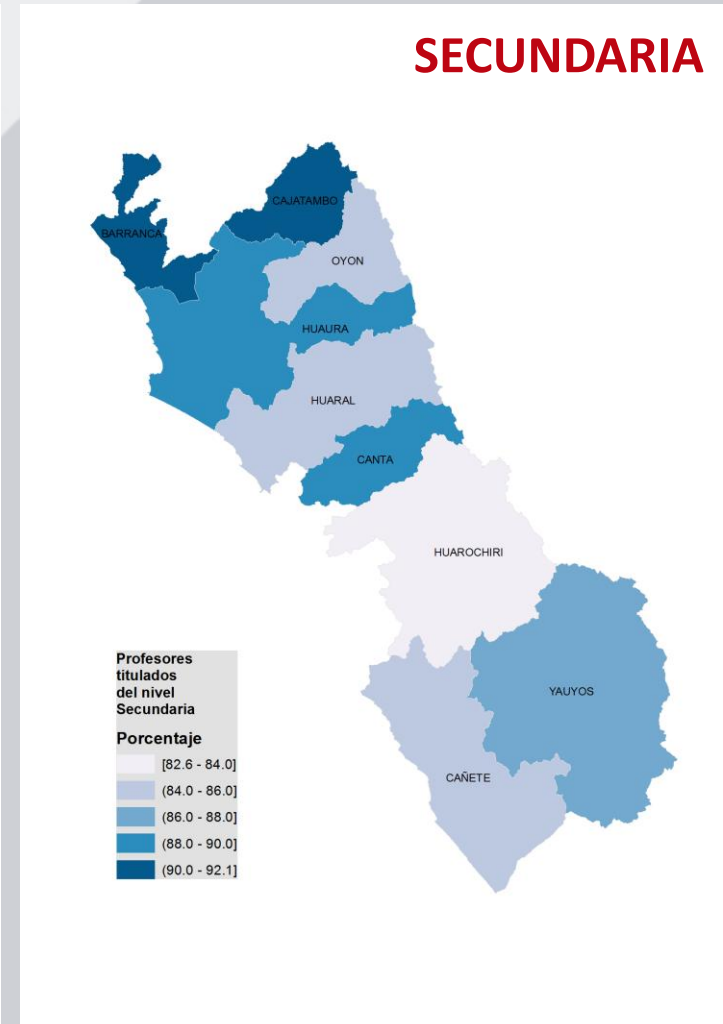 SECUNDARIA
CAJATAMBO
BARRANCA
OYON
HUAURA
HUARAL
CANTA
HUAROCHIRI
YAUYOS
CAÑETE
Profesores
titulados
del nivel
Secundaria
Porcentaje
[82.6 - 84.0]
(84.0 - 86.0]
(86.0 - 88.0]
(88.0 - 90.0]
(90.0 - 92.1]